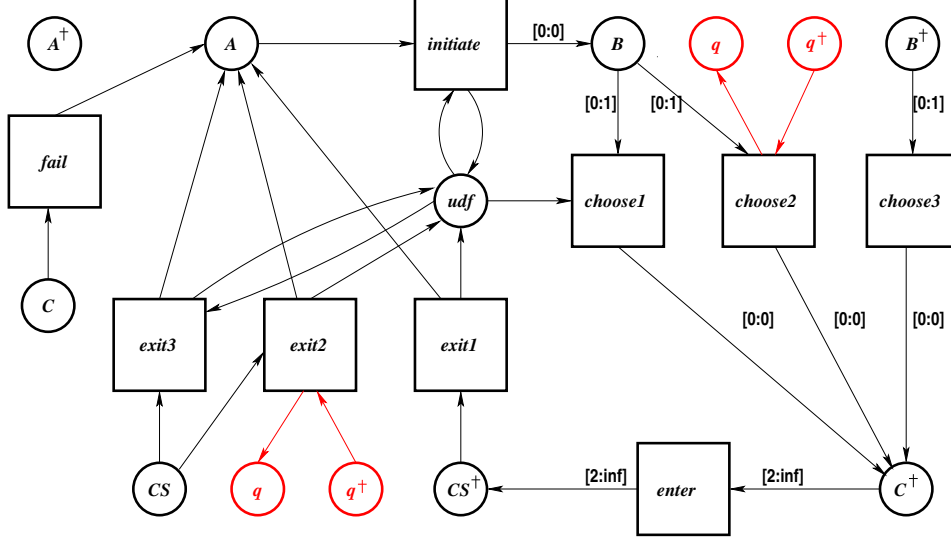 A† A initiate [0:0] B q q† B†
[0:1] [0:1] [0:1]
fail
udf choose1 choose2 choose3
C
[0:0] [0:0] [0:0]
exit3 exit2 exit1
CS q q† CS† [2:inf] enter [2:inf] C†